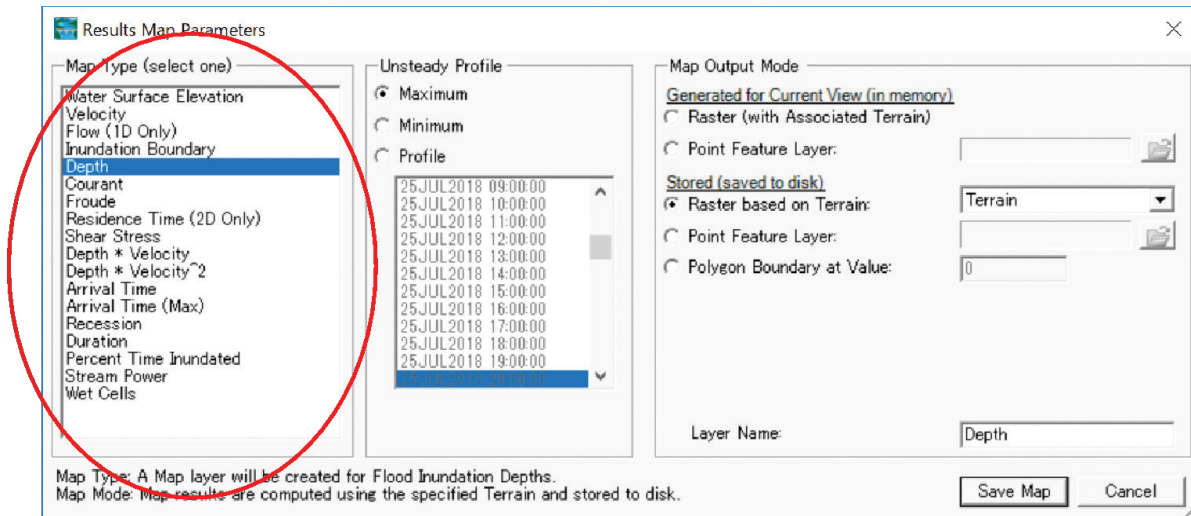 Results Map Parameters
Map Type (select one)
Water Surface Elevation
Velocity
Flow (1D Only)
Inundation Boundary
Depth
Courant
Froude
Residence Time (2D Only)
Shear Stress
Depth * Velocity
Depth * Velocity^2
Arrival Time
Arrival Time (Max)
Recession
Duration
Percent Time Inundated
Stream Power
Wet Cells
Unsteady Profile
Maximum
Minimum
Profile
25JUL2018 09:00:00
25JUL2018 10:00:00
25JUL2018 11:00:00
25JUL2018 12:00:00
25JUL2018 13:00:00
25JUL2018 14:00:00
25JUL2018 15:00:00
25JUL2018 16:00:00
25JUL2018 17:00:00
25JUL2018 18:00:00
25JUL2018 19:00:00
Map Output Mode
Generated for Current View (in memory)
Raster (with Associated Terrain)
Point Feature Layer:
Stored (saved to disk)
Raster based on Terrain: Terrain
Point Feature Layer:
Polygon Boundary at Value: 0
Layer Name: Depth
Map Type: A Map layer will be created for Flood Inundation Depths.
Map Mode: Map results are computed using the specified Terrain and stored to disk.
Save Map Cancel